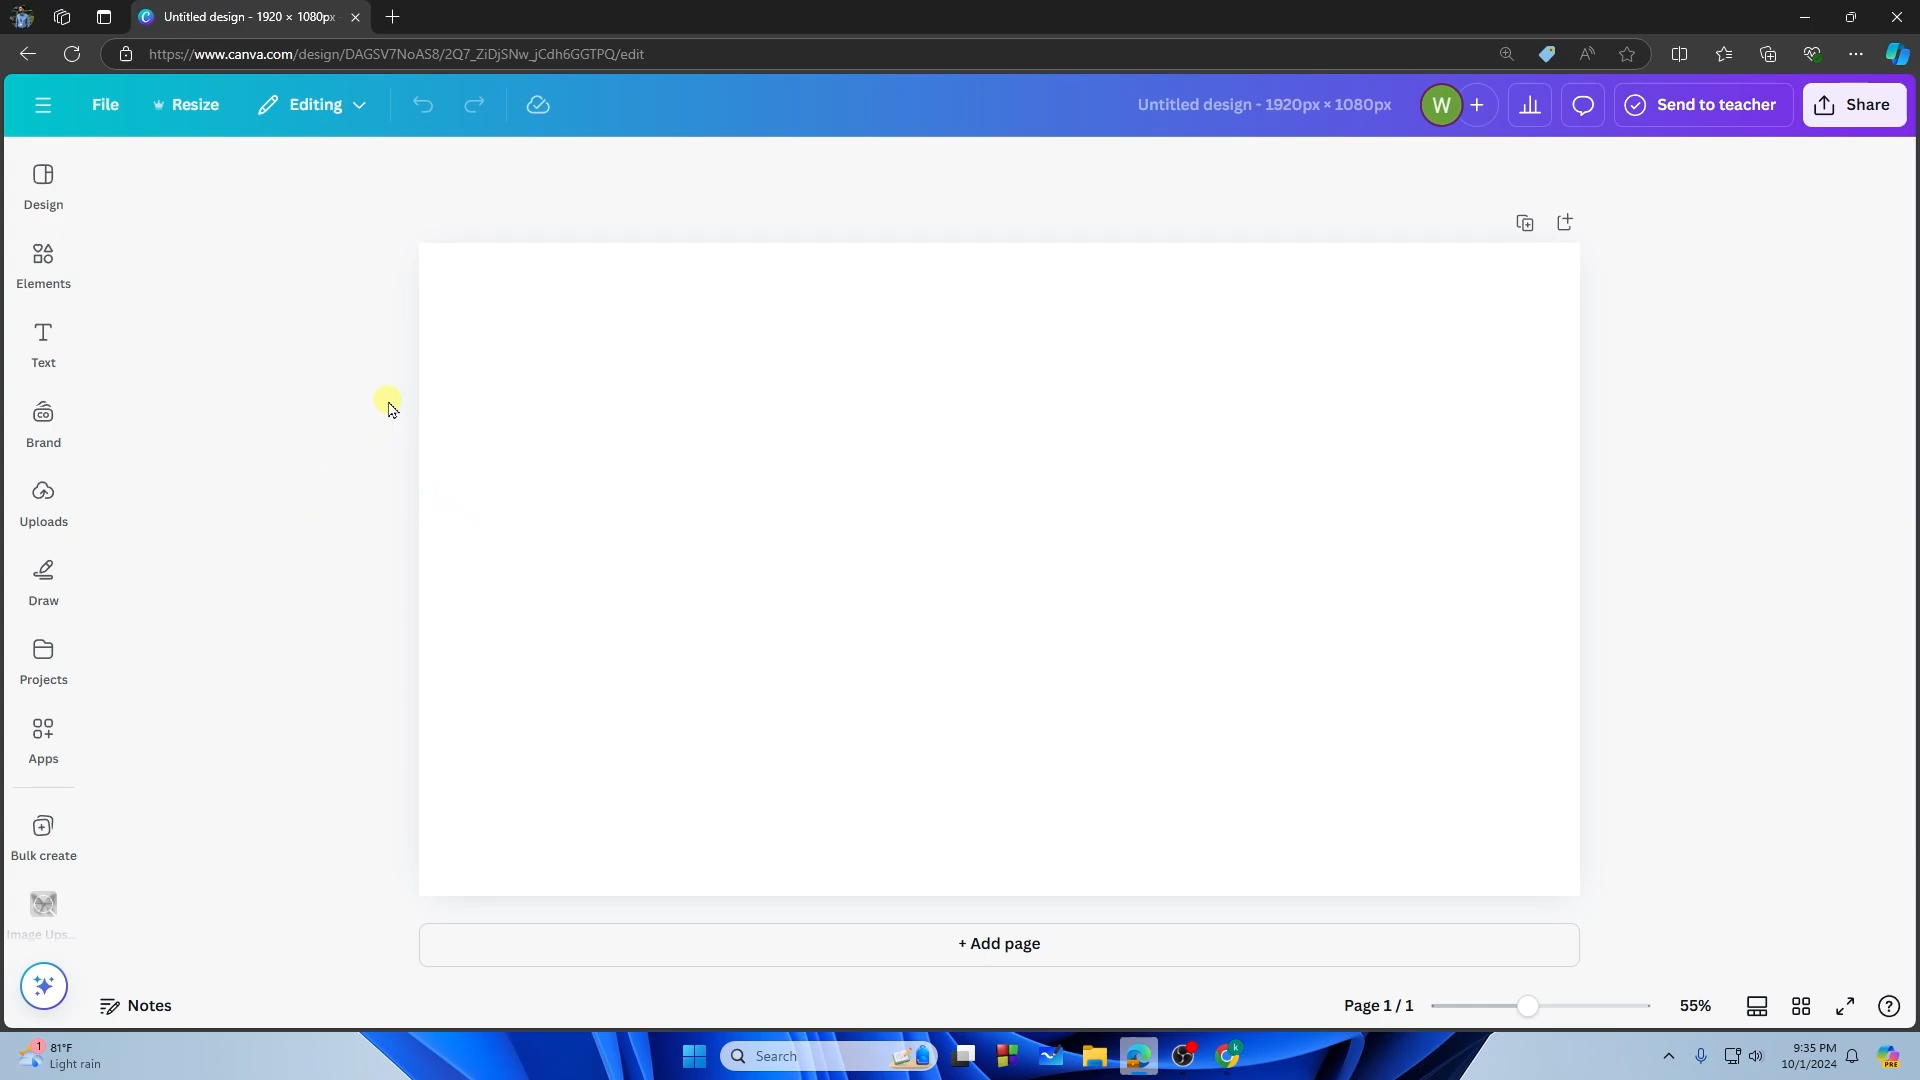 Untitled design - 1920 × 1080px
https://www.canva.com/design/DAGSV7NoAS8/2Q7_ZiDjSNw_jCdh6GGTPQ/edit
File
Resize
Editing
Untitled design - 1920px × 1080px
W
Send to teacher
Share
Design
Elements
Text
Brand
Uploads
Draw
Projects
Apps
Bulk create
Image Ups...
+ Add page
Notes
Page 1 / 1
55%
1
81°F
Light rain
Search
9:35 PM
10/1/2024